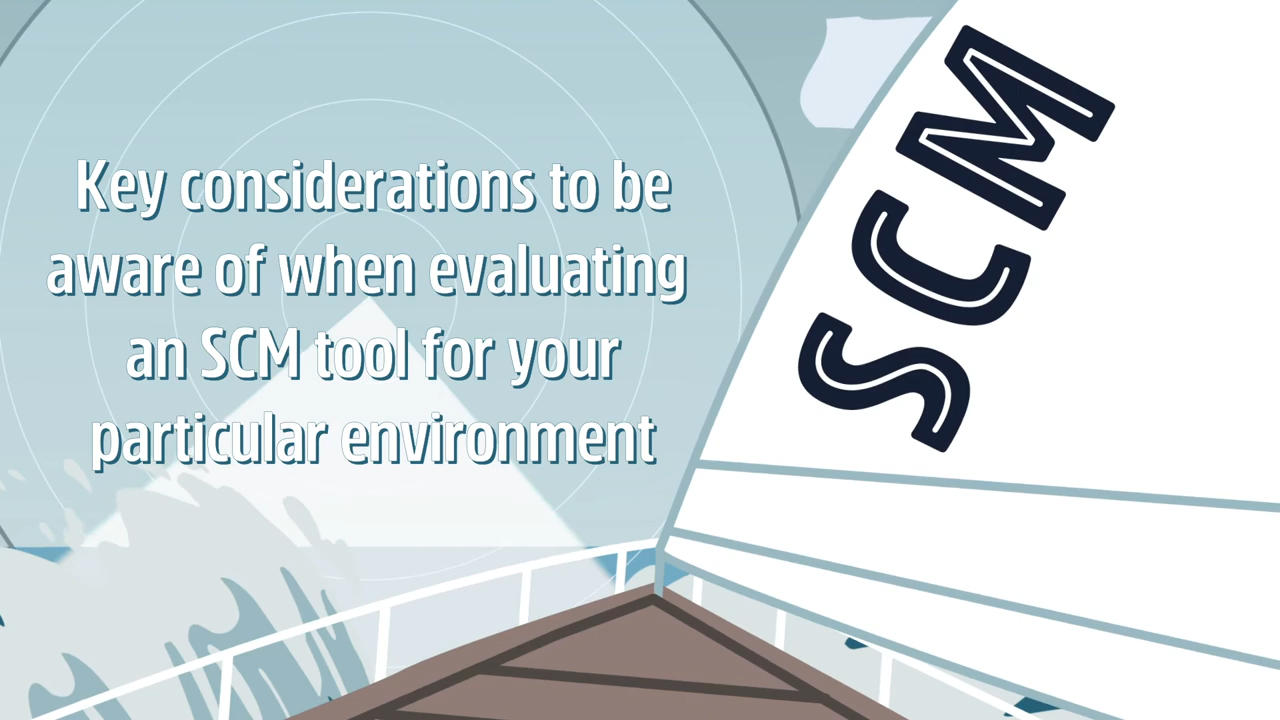 Key considerations to be
aware of when evaluating
an SCM tool for your
particular environment
SCM